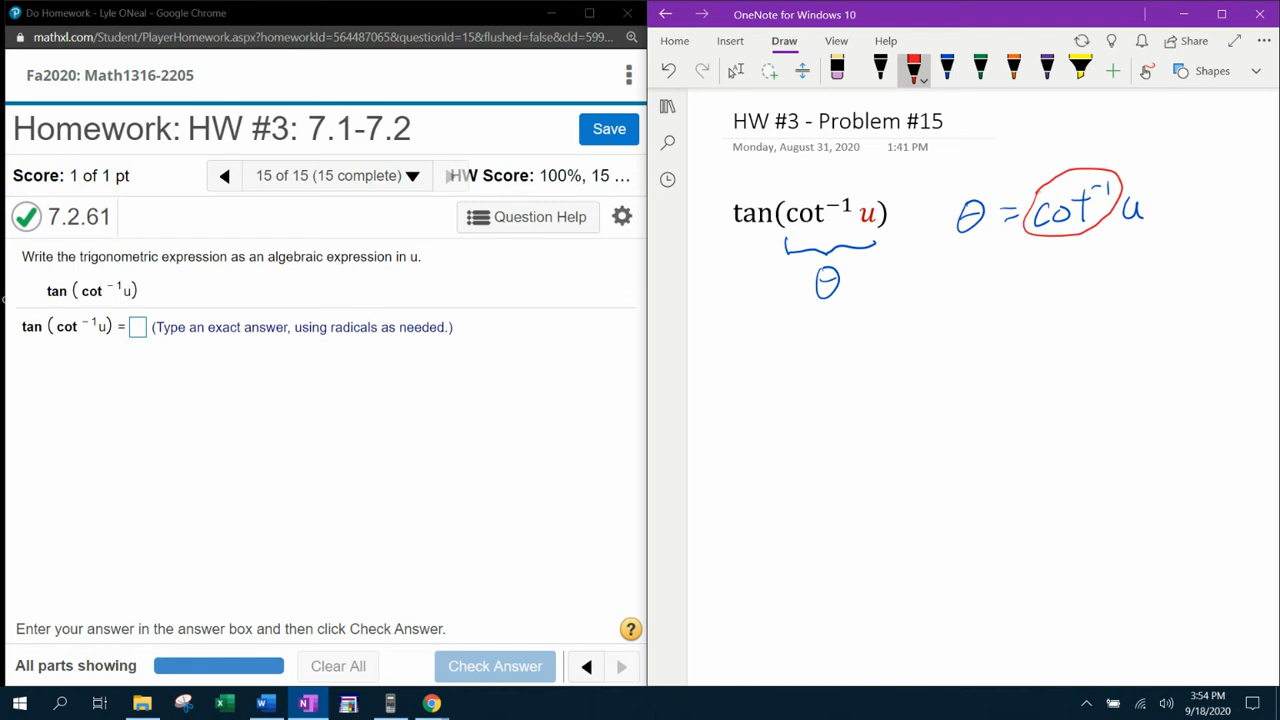 Do Homework - Lyle ONeal - Google Chrome
mathxl.com/Student/PlayerHomework.aspx?homeworkId=564487065&questionId=15&flushed=false&cId=599...
Fa2020: Math1316-2205
Homework: HW #3: 7.1-7.2
Save
Score: 1 of 1 pt
15 of 15 (15 complete)
HW Score: 100%, 15 ...
7.2.61
Question Help
Write the trigonometric expression as an algebraic expression in u.
tan ( cot ⁻¹u)
tan ( cot ⁻¹u) = (Type an exact answer, using radicals as needed.)
Enter your answer in the answer box and then click Check Answer.
?
All parts showing
Clear All
Check Answer
OneNote for Windows 10
Home Insert Draw View Help
Share
Shapes
HW #3 - Problem #15
Monday, August 31, 2020 1:41 PM
tan(cot⁻¹ u) θ = cot⁻¹ u
θ
3:54 PM
9/18/2020